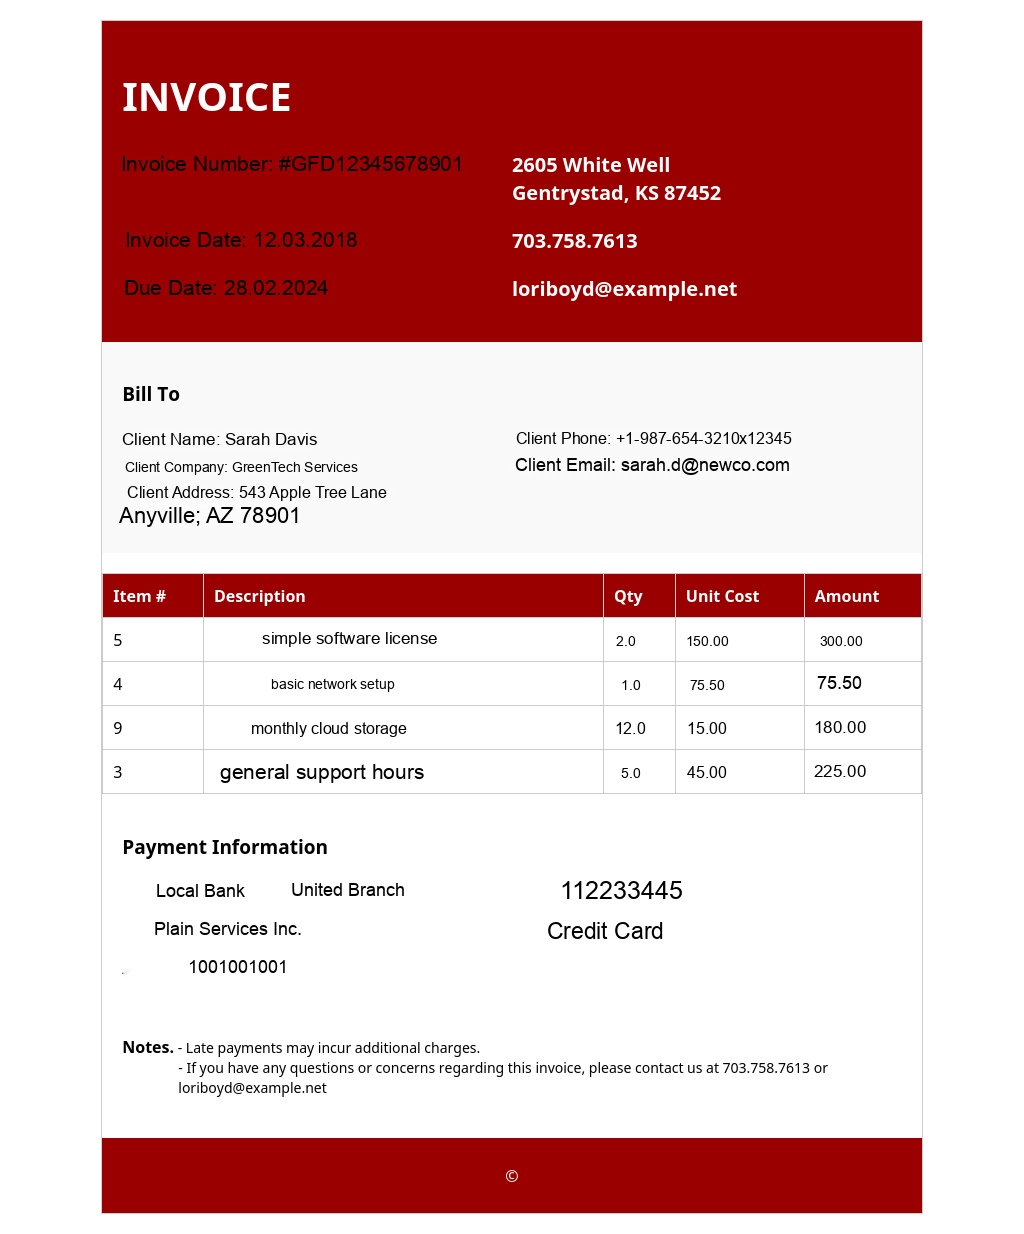 INVOICE
Invoice Number: #GFD12345678901
2605 White Well
Gentrystad, KS 87452
Invoice Date: 12.03.2018
703.758.7613
Due Date: 28.02.2024
loriboyd@example.net
Bill To
Client Name: Sarah Davis
Client Phone: +1-987-654-3210x12345
Client Company: GreenTech Services
Client Email: sarah.d@newco.com
Client Address: 543 Apple Tree Lane
Anyville; AZ 78901
Item # Description Qty Unit Cost Amount
5 simple software license 2.0 150.00 300.00
4 basic network setup 1.0 75.50 75.50
9 monthly cloud storage 12.0 15.00 180.00
3 general support hours 5.0 45.00 225.00
Payment Information
Local Bank United Branch 112233445
Plain Services Inc. Credit Card
1001001001
Notes. - Late payments may incur additional charges.
- If you have any questions or concerns regarding this invoice, please contact us at 703.758.7613 or
loriboyd@example.net
©